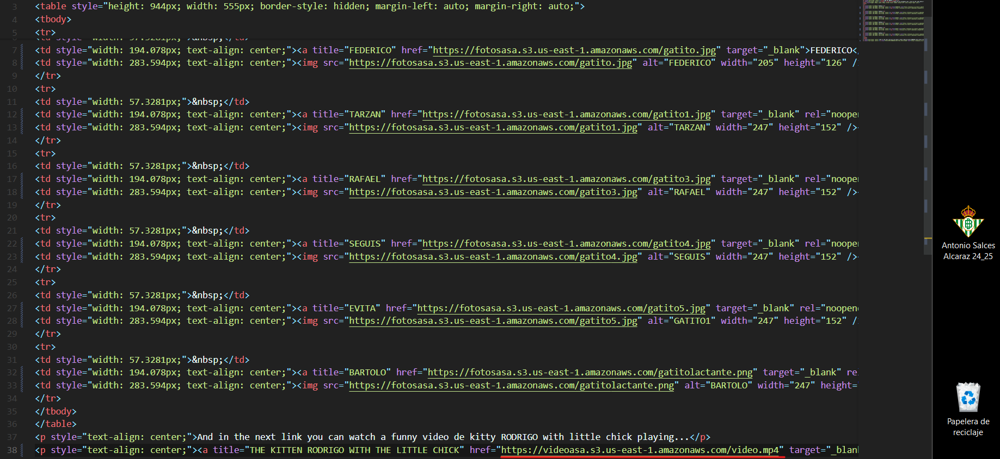 3 <table style="height: 944px; width: 555px; border-style: hidden; margin-left: auto; margin-right: auto;">
4 <tbody>
5 <tr>
7 <td style="width: 194.078px; text-align: center;"><a title="FEDERICO" href="https://fotosasa.s3.us-east-1.amazonaws.com/gatito.jpg" target="_blank">FEDERICO<
8 <td style="width: 283.594px; text-align: center;"><img src="https://fotosasa.s3.us-east-1.amazonaws.com/gatito.jpg" alt="FEDERICO" width="205" height="126" /
9 </tr>
10 <tr>
11 <td style="width: 57.3281px;">&nbsp;</td>
12 <td style="width: 194.078px; text-align: center;"><a title="TARZAN" href="https://fotosasa.s3.us-east-1.amazonaws.com/gatito1.jpg" target="_blank" rel="noopen
13 <td style="width: 283.594px; text-align: center;"><img src="https://fotosasa.s3.us-east-1.amazonaws.com/gatito1.jpg" alt="TARZAN" width="247" height="152" />
14 </tr>
15 <tr>
16 <td style="width: 57.3281px;">&nbsp;</td>
17 <td style="width: 194.078px; text-align: center;"><a title="RAFAEL" href="https://fotosasa.s3.us-east-1.amazonaws.com/gatito3.jpg" target="_blank" rel="noopen
18 <td style="width: 283.594px; text-align: center;"><img src="https://fotosasa.s3.us-east-1.amazonaws.com/gatito3.jpg" alt="RAFAEL" width="247" height="152" />
19 </tr>
20 <tr>
21 <td style="width: 57.3281px;">&nbsp;</td>
22 <td style="width: 194.078px; text-align: center;"><a title="SEGUIS" href="https://fotosasa.s3.us-east-1.amazonaws.com/gatito4.jpg" target="_blank" rel="noopen
23 <td style="width: 283.594px; text-align: center;"><img src="https://fotosasa.s3.us-east-1.amazonaws.com/gatito4.jpg" alt="SEGUIS" width="247" height="152" />
24 </tr>
25 <tr>
26 <td style="width: 57.3281px;">&nbsp;</td>
27 <td style="width: 194.078px; text-align: center;"><a title="EVITA" href="https://fotosasa.s3.us-east-1.amazonaws.com/gatito5.jpg" target="_blank" rel="noopen
28 <td style="width: 283.594px; text-align: center;"><img src="https://fotosasa.s3.us-east-1.amazonaws.com/gatito5.jpg" alt="GATITO1" width="247" height="152" /
29 </tr>
30 <tr>
31 <td style="width: 57.3281px;">&nbsp;</td>
32 <td style="width: 194.078px; text-align: center;"><a title="BARTOLO" href="https://fotosasa.s3.us-east-1.amazonaws.com/gatitolactante.png" target="_blank" re
33 <td style="width: 283.594px; text-align: center;"><img src="https://fotosasa.s3.us-east-1.amazonaws.com/gatitolactante.png" alt="BARTOLO" width="247" height=
34 </tr>
35 </tbody>
36 </table>
37 <p style="text-align: center;">And in the next link you can watch a funny video de kitty RODRIGO with little chick playing...</p>
38 <p style="text-align: center;"><a title="THE KITTEN RODRIGO WITH THE LITTLE CHICK" href="https://videoasa.s3.us-east-1.amazonaws.com/video.mp4" target="_blan
Antonio Salces
Alcaraz 24_25
Papelera de
reciclaje